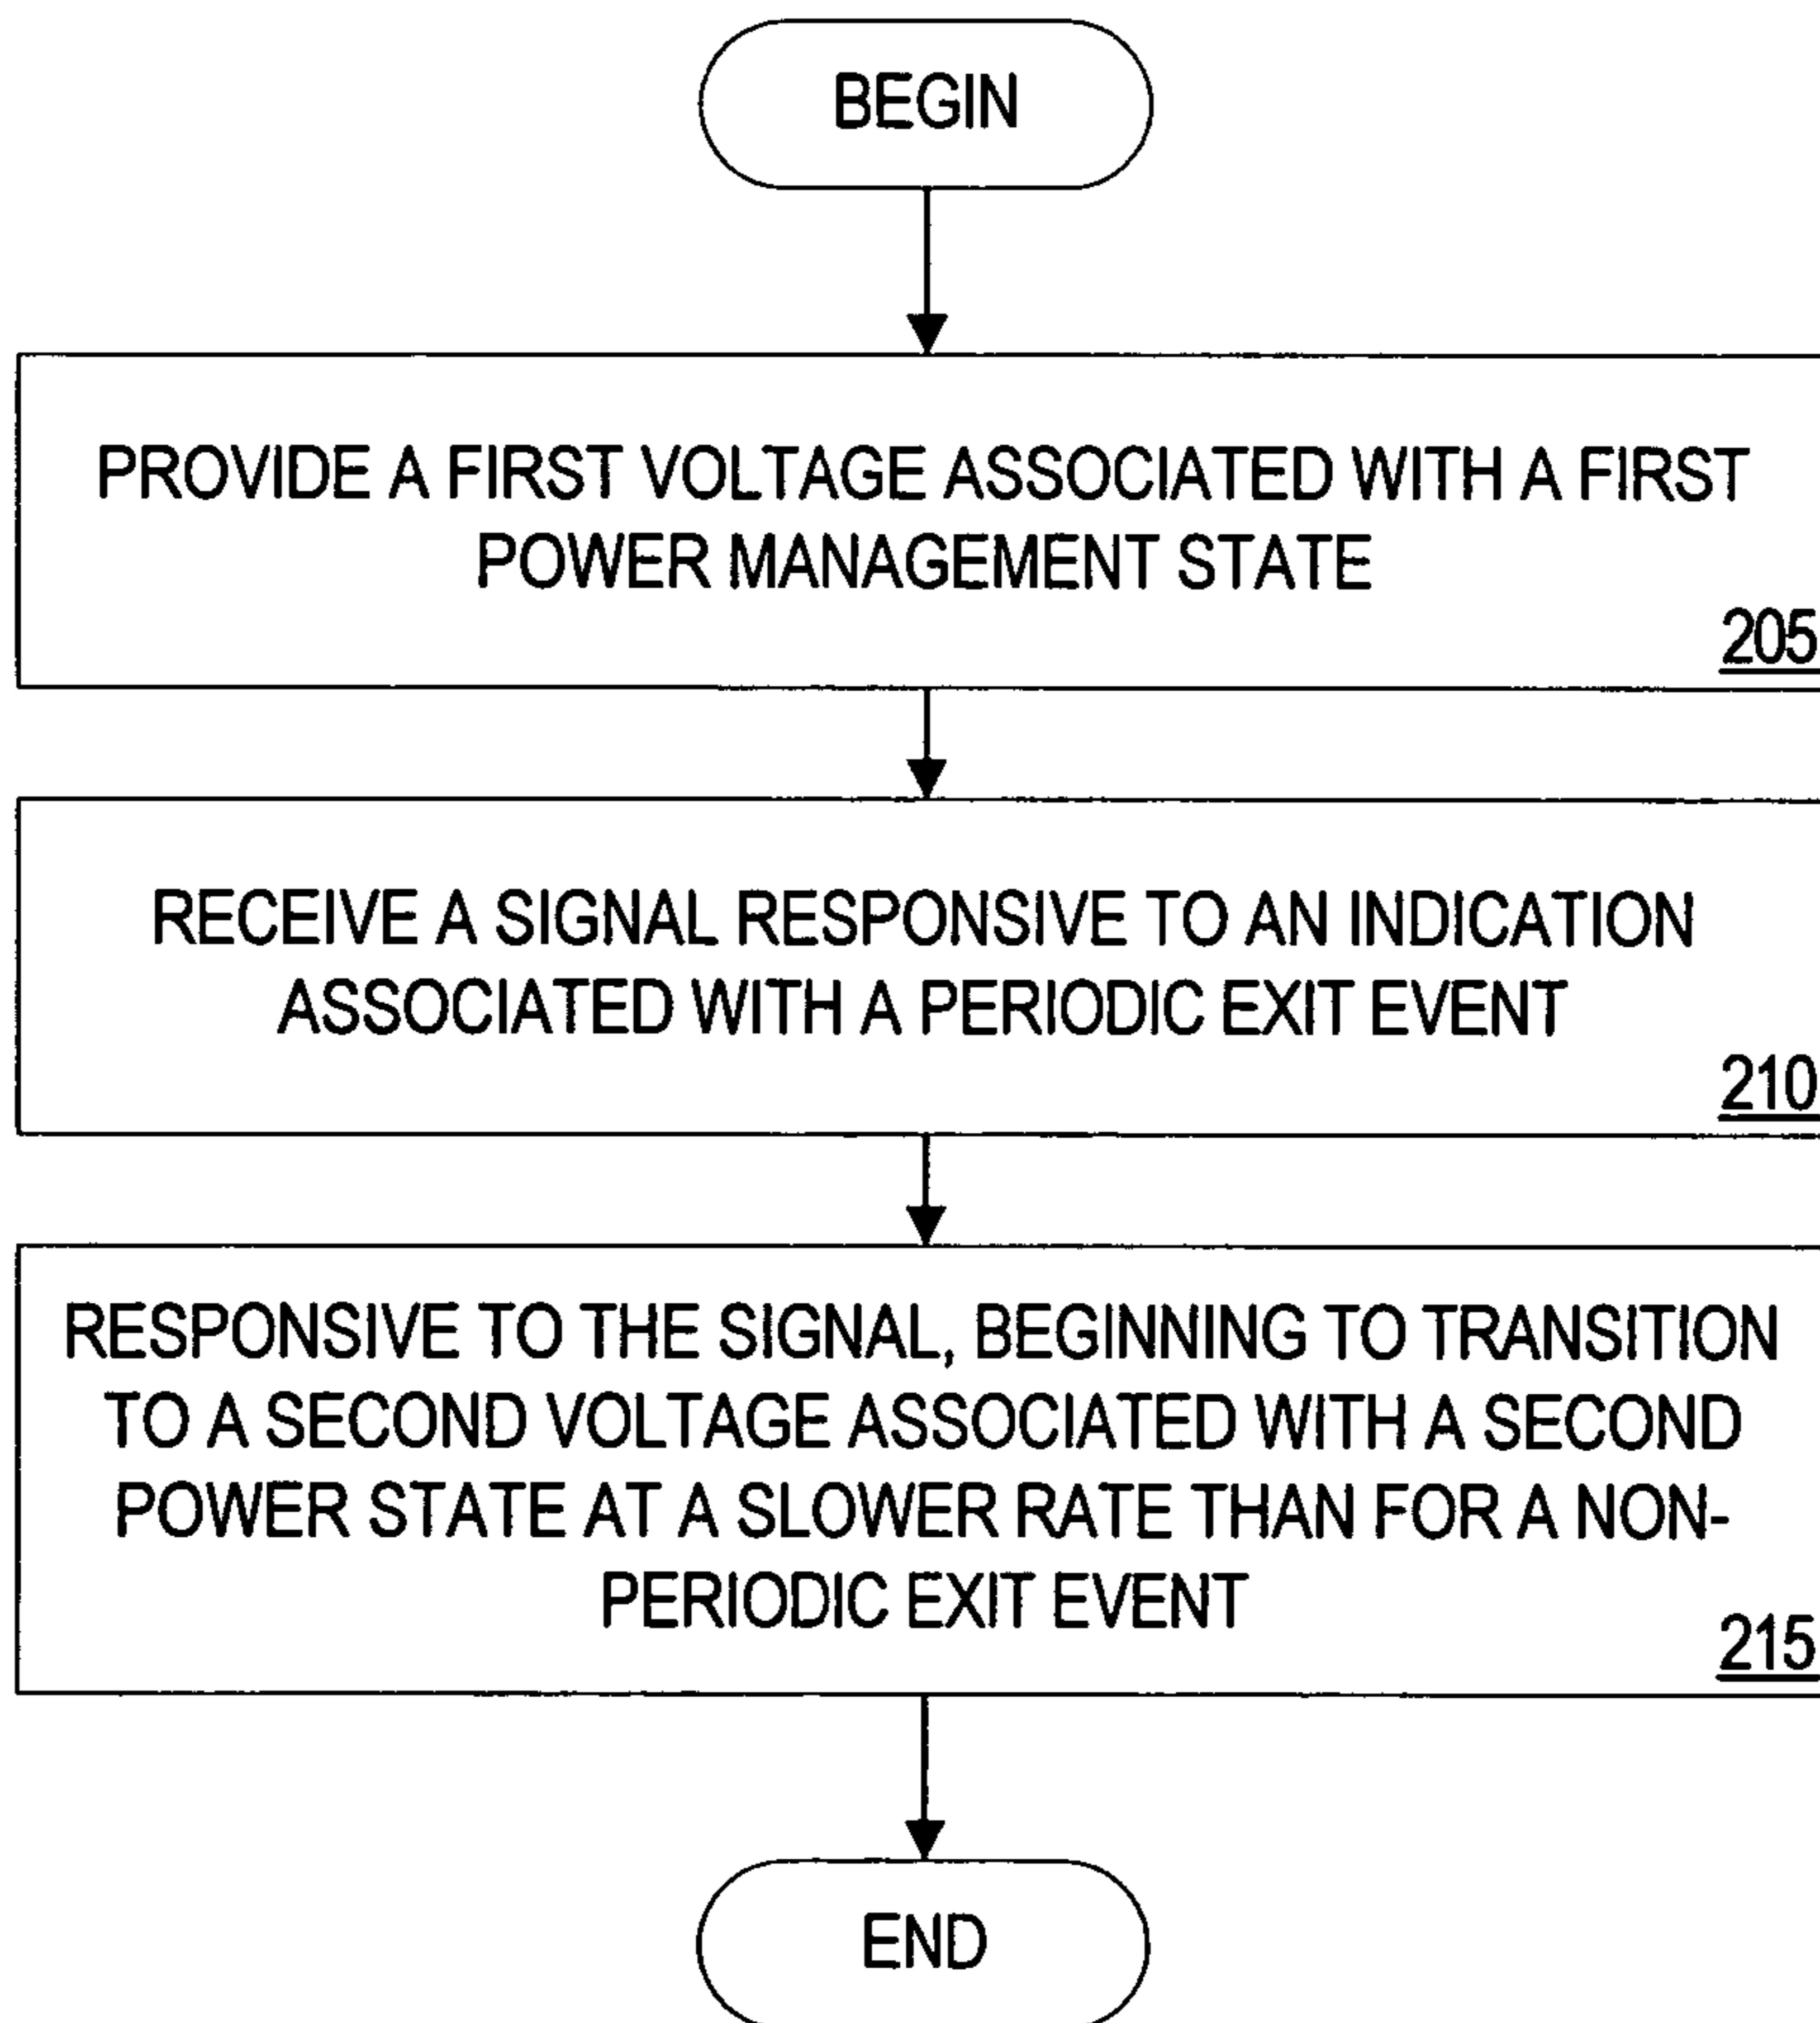 BEGIN
PROVIDE A FIRST VOLTAGE ASSOCIATED WITH A FIRST
POWER MANAGEMENT STATE
205
RECEIVE A SIGNAL RESPONSIVE TO AN INDICATION
ASSOCIATED WITH A PERIODIC EXIT EVENT
210
RESPONSIVE TO THE SIGNAL, BEGINNING TO TRANSITION
TO A SECOND VOLTAGE ASSOCIATED WITH A SECOND
POWER STATE AT A SLOWER RATE THAN FOR A NON-
PERIODIC EXIT EVENT
215
END